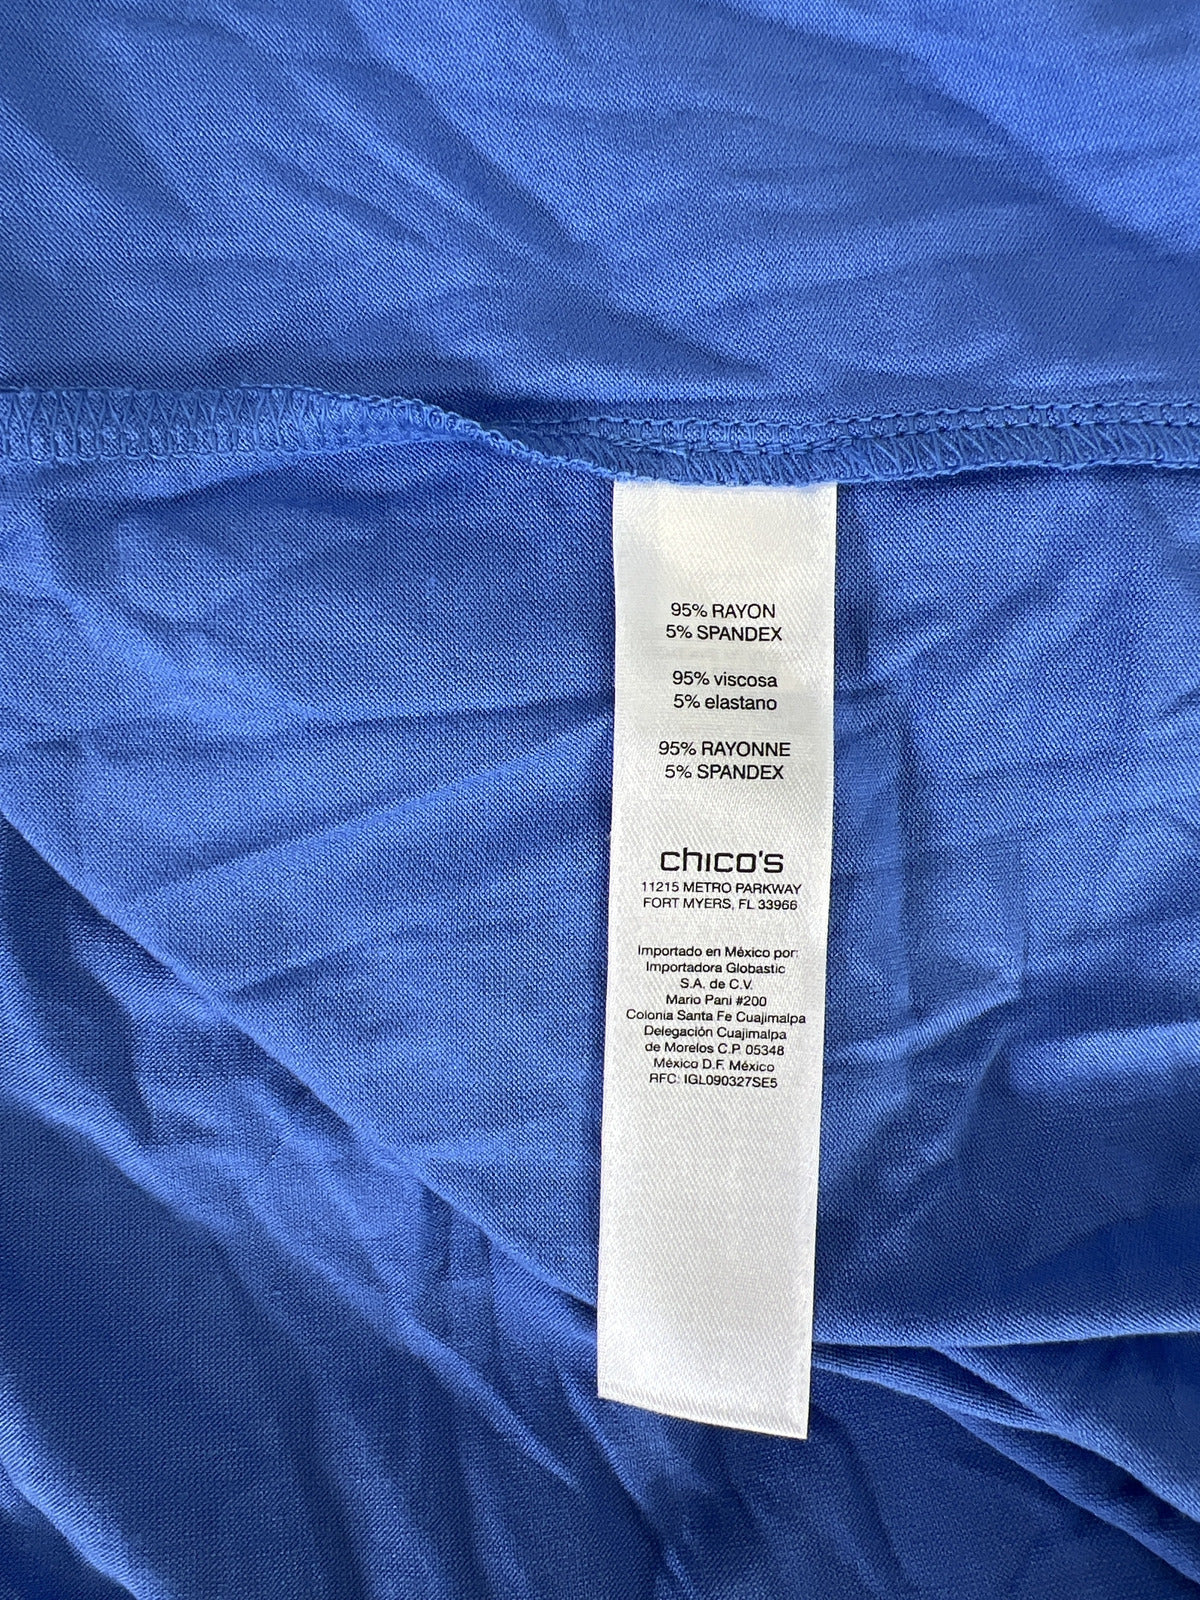 95% RAYON
5% SPANDEX
95% viscosa
5% elastano
95% RAYONNE
5% SPANDEX
chico's
11215 METRO PARKWAY
FORT MYERS, FL 33966
Importado en México por:
Importadora Globastic
S.A. de C.V.
Mario Pani #200
Colonia Santa Fe Cuajimalpa
Delegación Cuajimalpa
de Morelos C.P. 05348
México D.F. México
RFC: IGL090327SE5